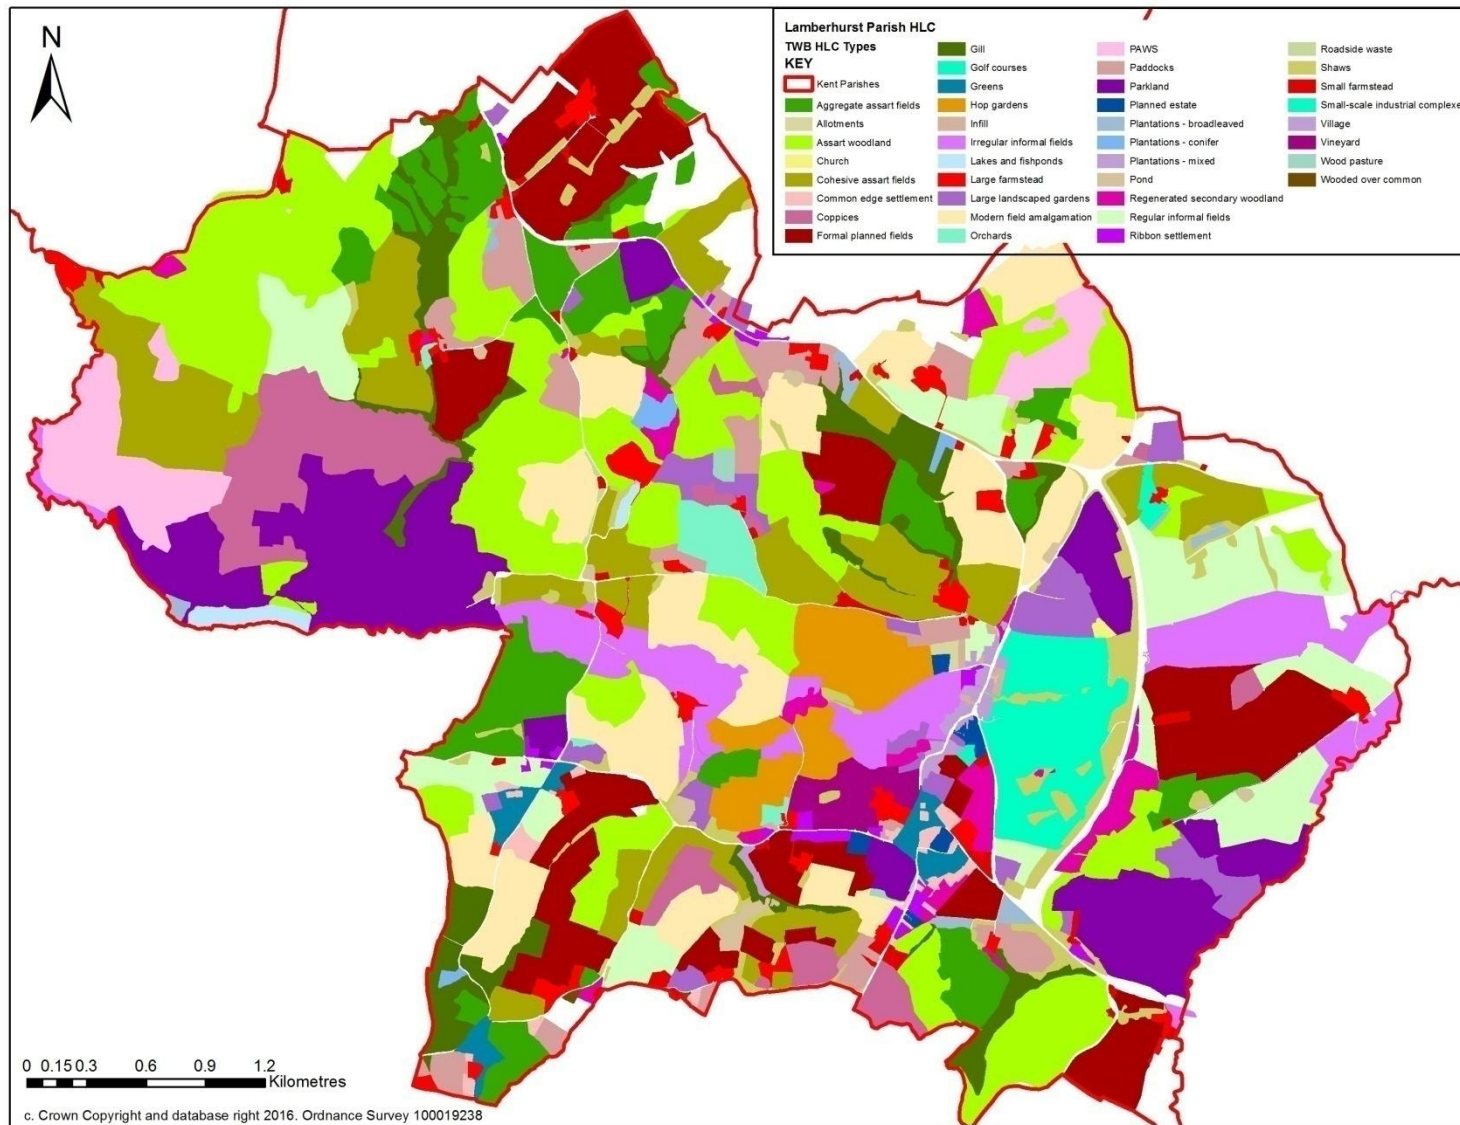 N
Lamberhurst Parish HLC
TWB HLC Types
KEY
Kent Parishes
Aggregate assart fields
Allotments
Assart woodland
Church
Cohesive assart fields
Common edge settlement
Coppices
Formal planned fields
Gill
Golf courses
Greens
Hop gardens
Infill
Irregular informal fields
Lakes and fishponds
Large farmstead
Large landscaped gardens
Modern field amalgamation
Orchards
PAWS
Paddocks
Parkland
Planned estate
Plantations - broadleaved
Plantations - conifer
Plantations - mixed
Pond
Regenerated secondary woodland
Regular informal fields
Ribbon settlement
Roadside waste
Shaws
Small farmstead
Small-scale industrial complexe
Village
Vineyard
Wood pasture
Wooded over common
0 0.15 0.3 0.6 0.9 1.2
Kilometres
c. Crown Copyright and database right 2016. Ordnance Survey 100019238